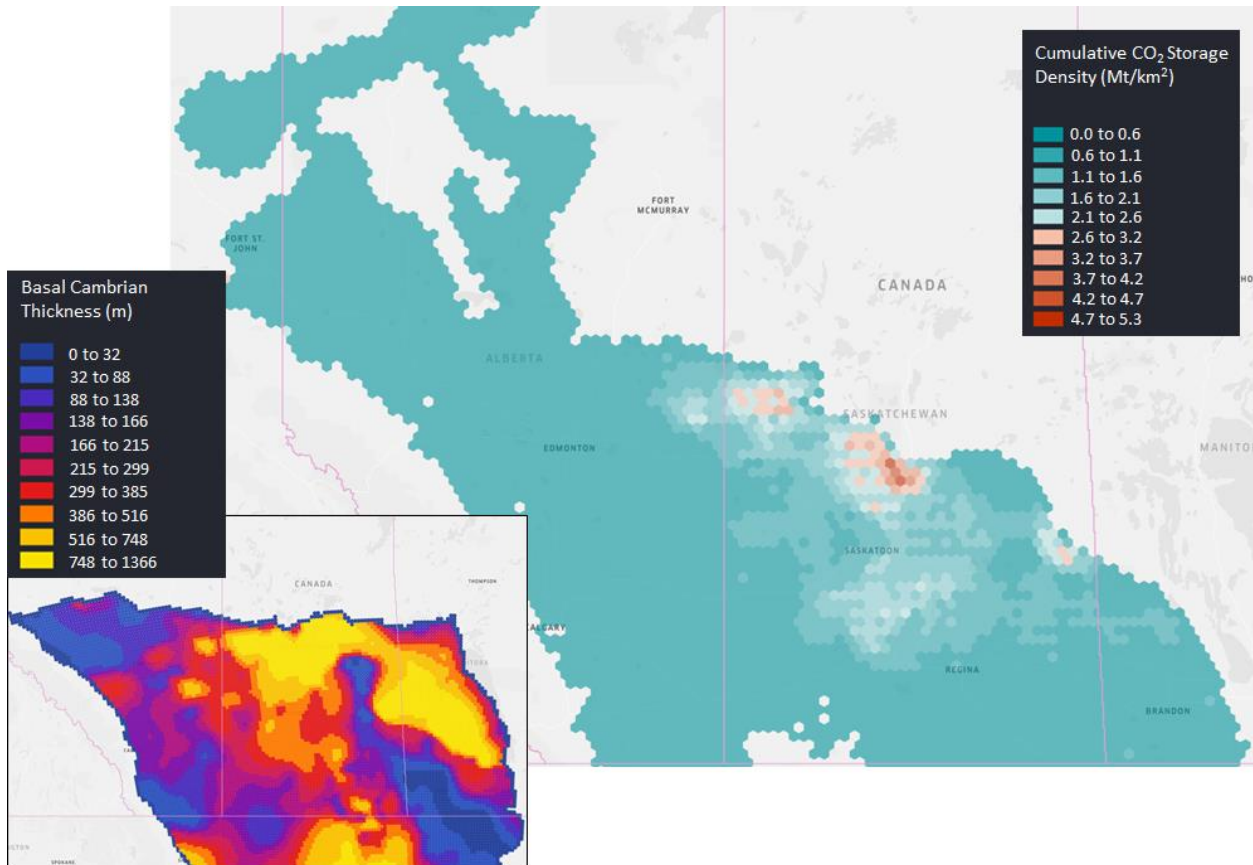 Cumulative CO₂ Storage
Density (Mt/km²)
0.0 to 0.6
0.6 to 1.1
1.1 to 1.6
1.6 to 2.1
2.1 to 2.6
2.6 to 3.2
3.2 to 3.7
3.7 to 4.2
4.2 to 4.7
4.7 to 5.3
FORT
MCMURRAY
FORT ST.
JOHN
CANADA
HO
ALBERTA
SASKATCHEWAN
EDMONTON
MANITO
SASKATOON
ALGARY
REGINA
BRANDON
Basal Cambrian
Thickness (m)
0 to 32
32 to 88
88 to 138
138 to 166
166 to 215
215 to 299
299 to 385
386 to 516
516 to 748
748 to 1366
CANADA
THOMPSON
SPOKANE